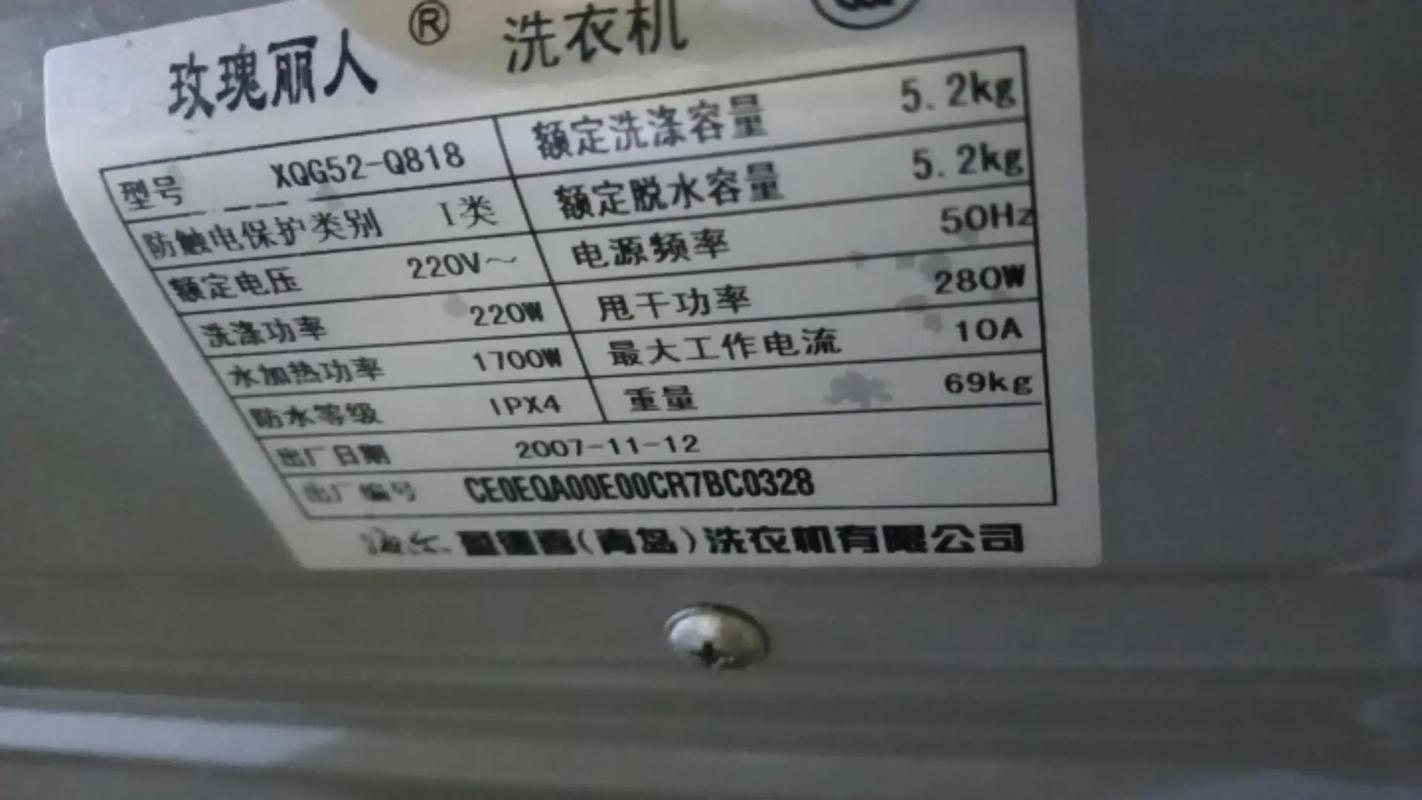 玫瑰丽人® 洗衣机
型号 XQG52-Q818 额定洗涤容量 5.2kg
防触电保护类别 I类 额定脱水容量 5.2kg
额定电压 220V～ 电源频率 50Hz
洗涤功率 220W 甩干功率 280W
水加热功率 1700W 最大工作电流 10A
防水等级 IPX4 重量 69kg
出厂日期 2007-11-12
出厂编号 CE0EQA00E00CR7BC0328
(青岛)洗衣机有限公司